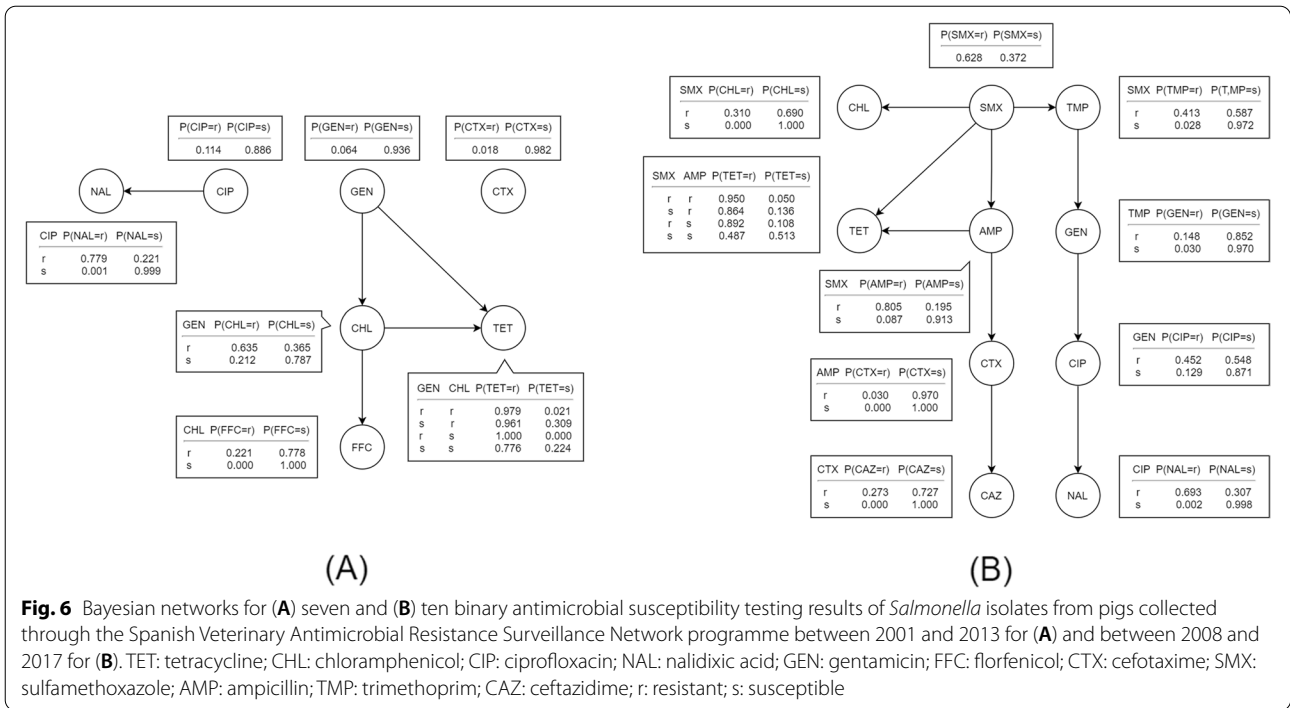 P(CIP=r) P(CIP=s)
0.114 0.886
P(GEN=r) P(GEN=s)
0.064 0.936
P(CTX=r) P(CTX=s)
0.018 0.982
NAL
CIP
GEN
CTX
CIP P(NAL=r) P(NAL=s)
r 0.779 0.221
s 0.001 0.999
GEN P(CHL=r) P(CHL=s)
r 0.635 0.365
s 0.212 0.787
CHL
TET
GEN CHL P(TET=r) P(TET=s)
r r 0.979 0.021
s r 0.961 0.309
r s 1.000 0.000
s s 0.776 0.224
CHL P(FFC=r) P(FFC=s)
r 0.221 0.778
s 0.000 1.000
FFC
(A)
P(SMX=r) P(SMX=s)
0.628 0.372
SMX P(CHL=r) P(CHL=s)
r 0.310 0.690
s 0.000 1.000
CHL
SMX
TMP
SMX P(TMP=r) P(T,MP=s)
r 0.413 0.587
s 0.028 0.972
SMX AMP P(TET=r) P(TET=s)
r r 0.950 0.050
s r 0.864 0.136
r s 0.892 0.108
s s 0.487 0.513
TET
AMP
GEN
TMP P(GEN=r) P(GEN=s)
r 0.148 0.852
s 0.030 0.970
SMX P(AMP=r) P(AMP=s)
r 0.805 0.195
s 0.087 0.913
AMP P(CTX=r) P(CTX=s)
r 0.030 0.970
s 0.000 1.000
CTX
CIP
GEN P(CIP=r) P(CIP=s)
r 0.452 0.548
s 0.129 0.871
CTX P(CAZ=r) P(CAZ=s)
r 0.273 0.727
s 0.000 1.000
CAZ
NAL
CIP P(NAL=r) P(NAL=s)
r 0.693 0.307
s 0.002 0.998
(B)
Fig. 6 Bayesian networks for (A) seven and (B) ten binary antimicrobial susceptibility testing results of Salmonella isolates from pigs collected
through the Spanish Veterinary Antimicrobial Resistance Surveillance Network programme between 2001 and 2013 for (A) and between 2008 and
2017 for (B). TET: tetracycline; CHL: chloramphenicol; CIP: ciprofloxacin; NAL: nalidixic acid; GEN: gentamicin; FFC: florfenicol; CTX: cefotaxime; SMX:
sulfamethoxazole; AMP: ampicillin; TMP: trimethoprim; CAZ: ceftazidime; r: resistant; s: susceptible